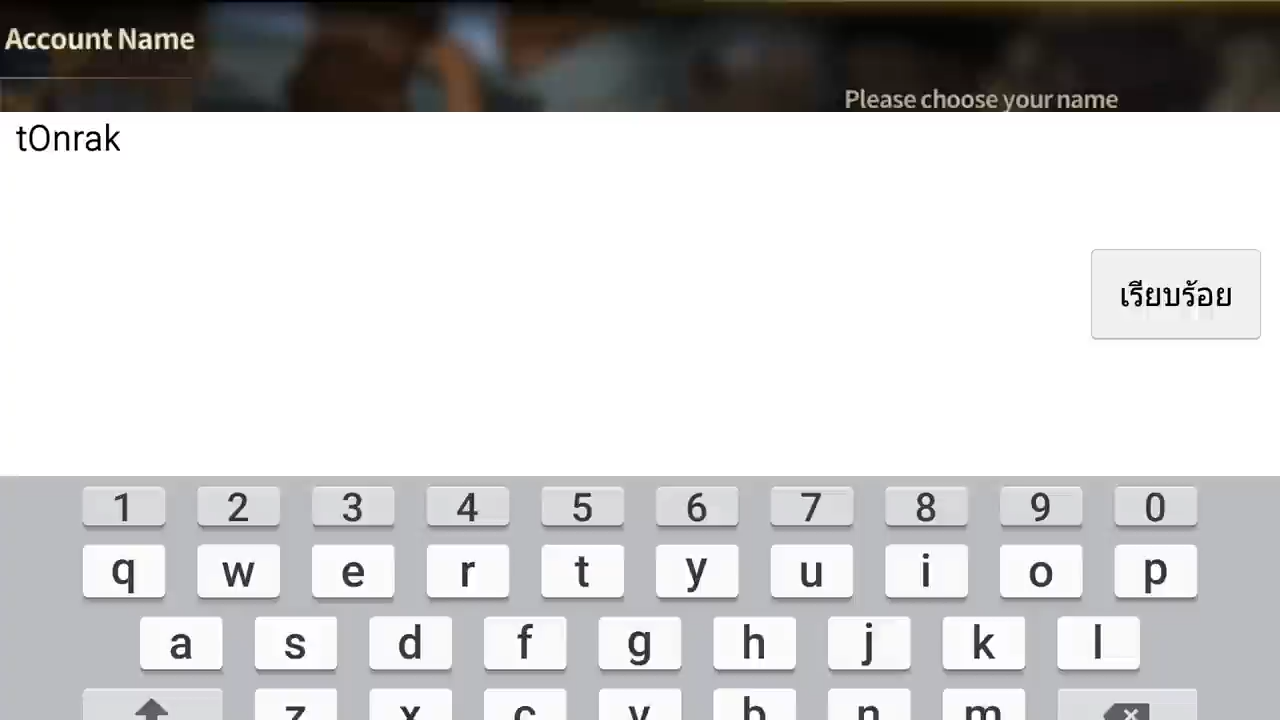 Account Name
Please choose your name
tOnrak
เรียบร้อย
1 2 3 4 5 6 7 8 9 0
q w e r t y u i o p
a s d f g h j k l
z x c v b n m